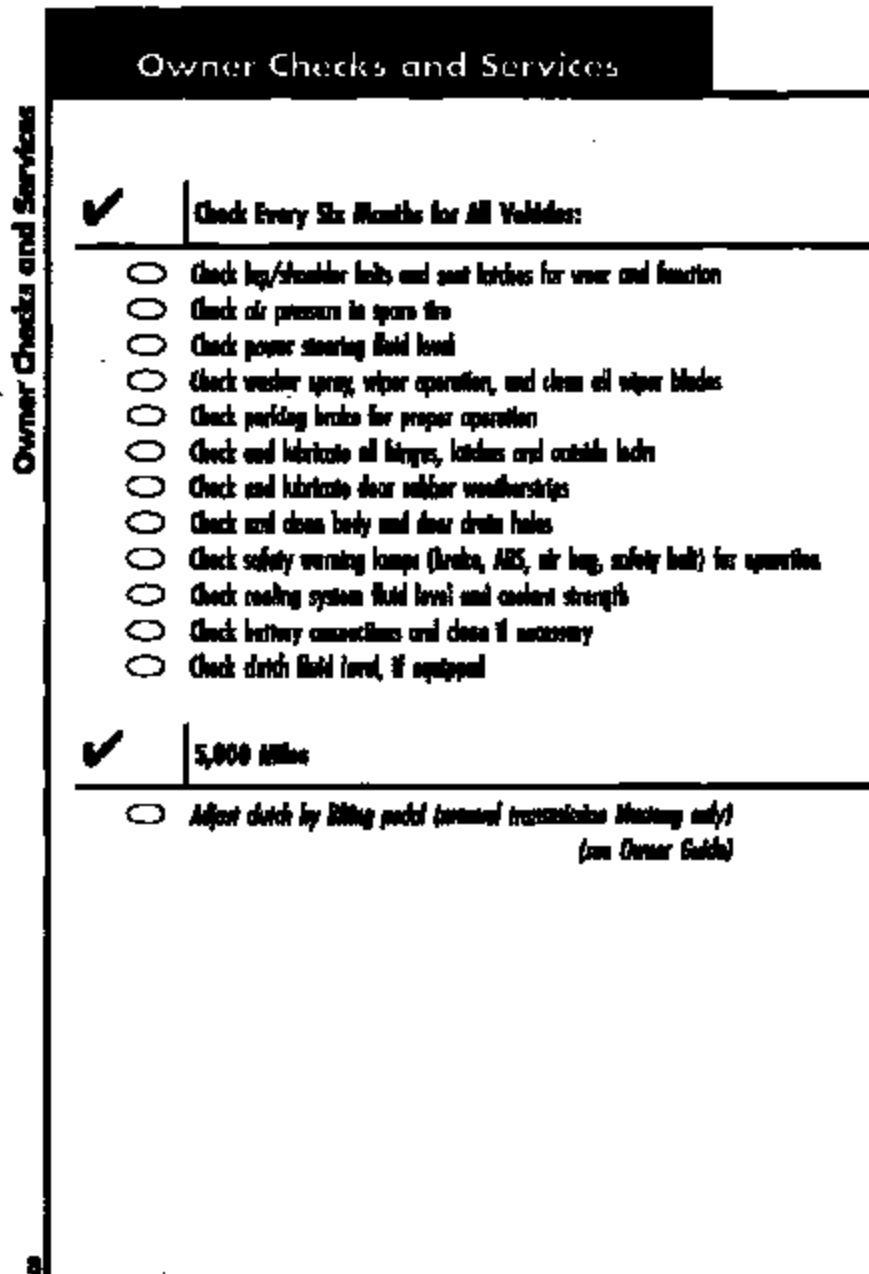 Owner Checks and Services
Owner Checks and Services
Check Every Six Months for All Vehicles:
Check lap/shoulder belts and seat latches for wear and function
Check air pressure in spare tire
Check power steering fluid level
Check washer spray, wiper operation, and clean all wiper blades
Check parking brake for proper operation
Check and lubricate all hinges, latches and outside locks
Check and lubricate door rubber weatherstrips
Check and clean body and door drain holes
Check safety warning lamps (brake, ABS, air bag, safety belt) for operation
Check cooling system fluid level and coolant strength
Check battery connections and clean if necessary
Check clutch fluid level, if equipped
5,000 Miles
Adjust clutch by lifting pedal (manual transmission Mustang only)
(see Owner Guide)